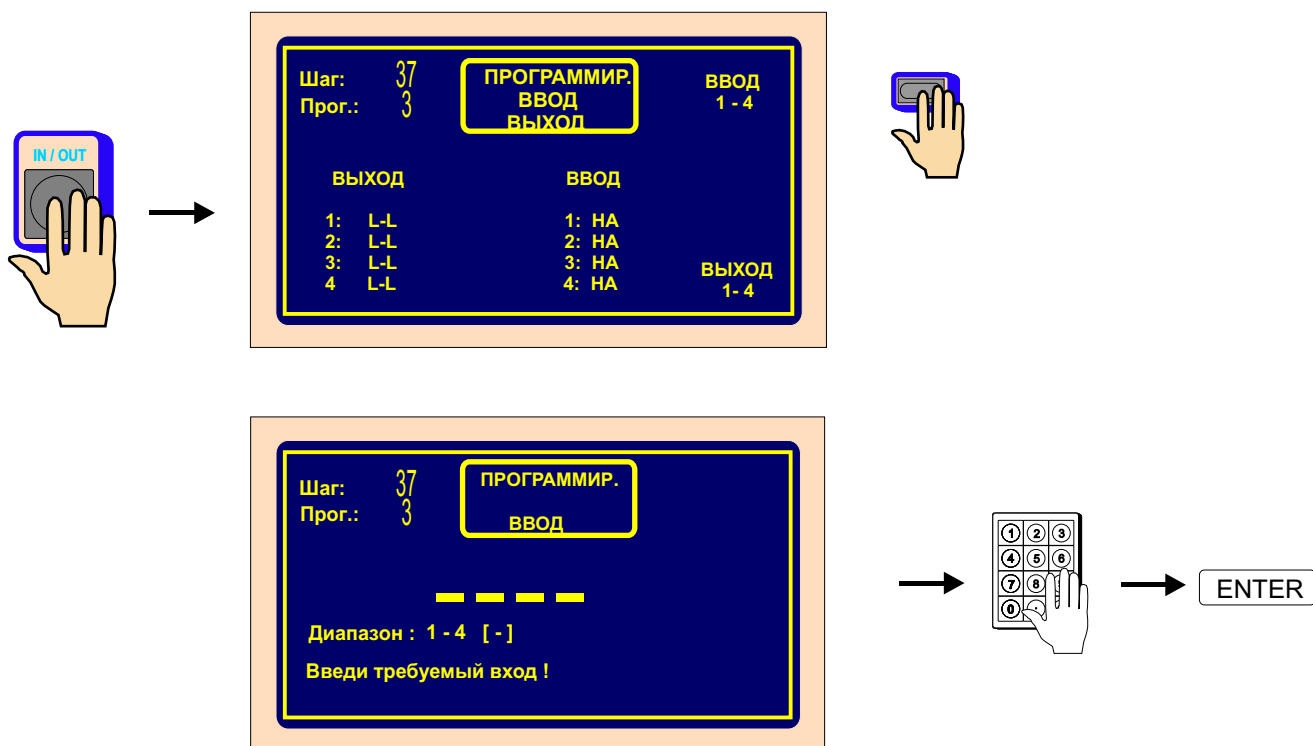 IN / OUT
Шаг: 37
Прог.: 3
ПРОГРАММИР.
ВВОД
ВЫХОД
ВВОД
1 - 4
ВЫХОД ВВОД
1: L-L 1: НА
2: L-L 2: НА
3: L-L 3: НА
4 L-L 4: НА
ВЫХОД
1- 4
Шаг: 37
Прог.: 3
ПРОГРАММИР.
ВВОД
Диапазон : 1 - 4 [ - ]
Введи требуемый вход !
1 2 3
4 5 6
7 8
0 .
ENTER